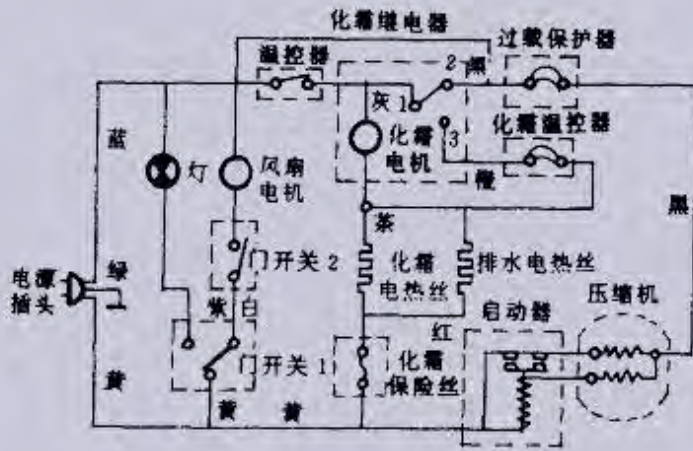 化霜继电器
温控器
过载保护器
2 黑
灰 1
化霜温控器
蓝
灯
风扇
电机
化霜
电机
3
橙
黑
茶
门开关 2
化霜
电热丝
排水电热丝
绿
电源
插头
紫 白
启动器
压缩机
红
门开关 1
化霜
保险丝
黄
黄
黄